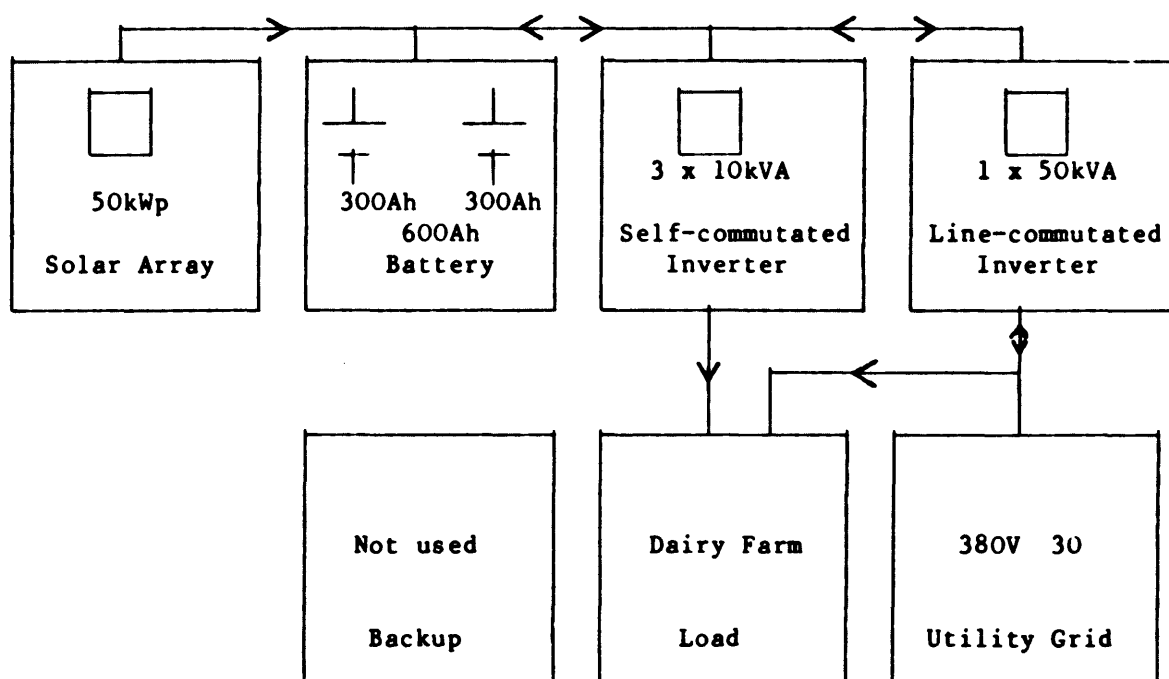 50kWp
Solar Array
300Ah 300Ah
600Ah
Battery
3 x 10kVA
Self-commutated
Inverter
1 x 50kVA
Line-commutated
Inverter
Not used
Backup
Dairy Farm
Load
380V 30
Utility Grid